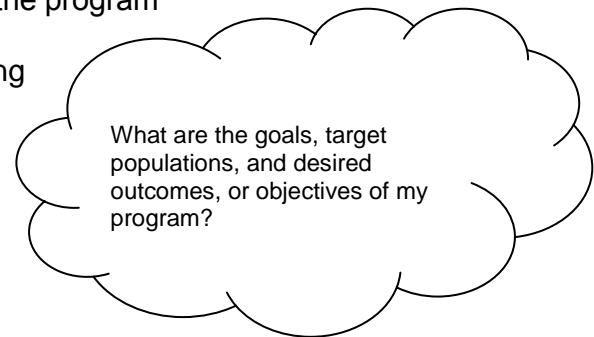 the program
ng
What are the goals, target
populations, and desired
outcomes, or objectives of my
program?